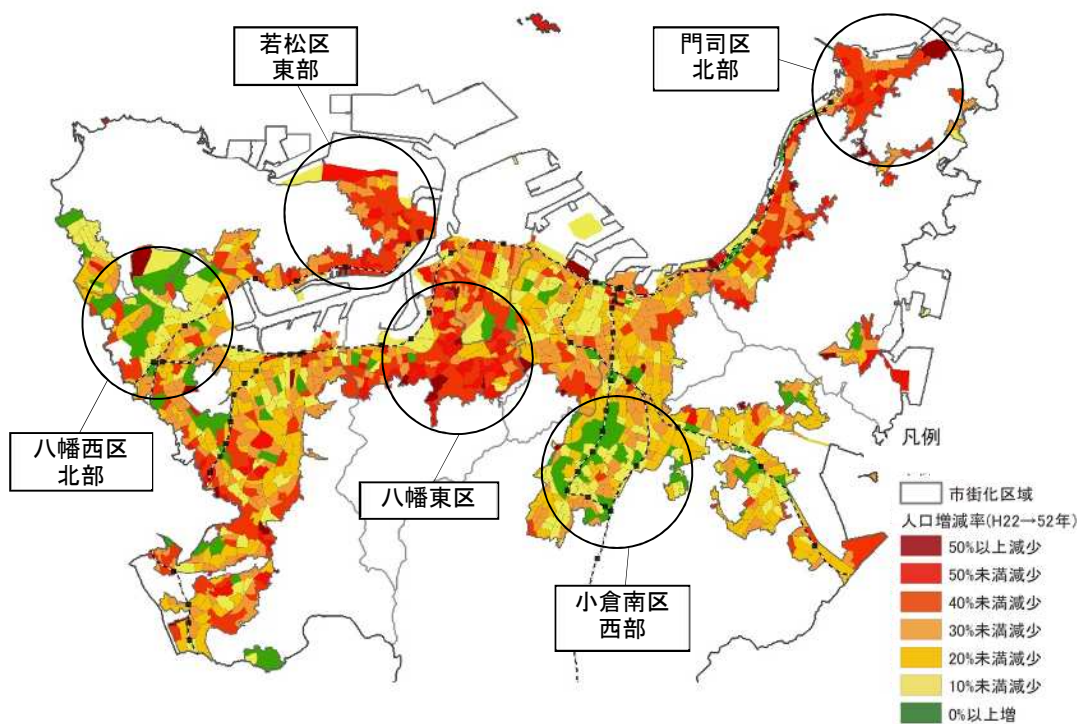 若松区
東部
門司区
北部
八幡西区
北部
八幡東区
小倉南区
西部
凡例
市街化区域
人口増減率(H22→52年)
50%以上減少
50%未満減少
40%未満減少
30%未満減少
20%未満減少
10%未満減少
0%以上増